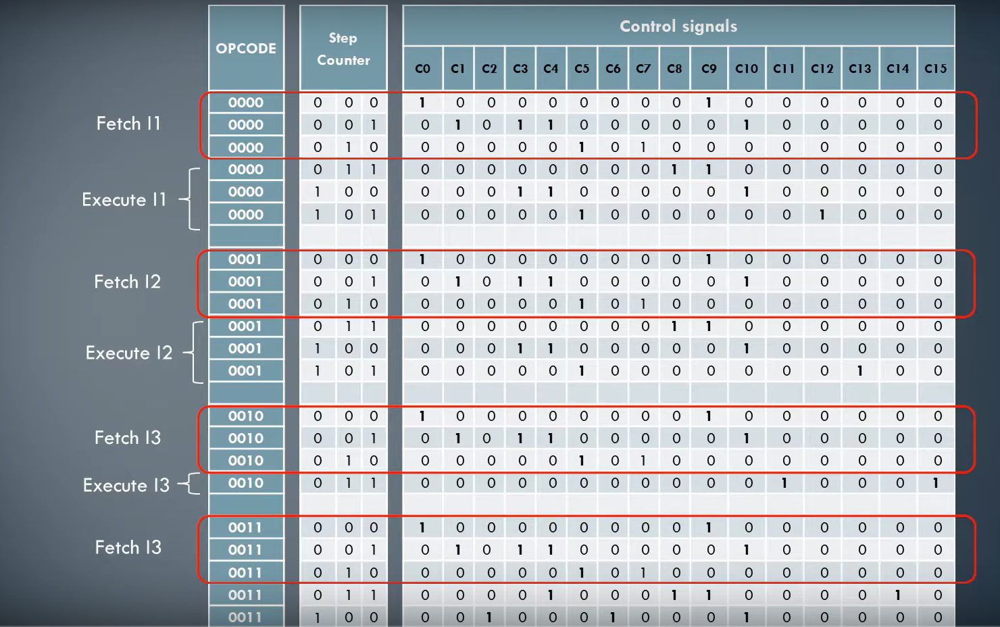 Control signals
OPCODE Step Counter C0 C1 C2 C3 C4 C5 C6 C7 C8 C9 C10 C11 C12 C13 C14 C15
Fetch I1
0000 0 0 0 1 0 0 0 0 0 0 0 0 1 0 0 0 0 0 0
0000 0 0 1 0 1 0 1 1 0 0 0 0 0 1 0 0 0 0 0
0000 0 1 0 0 0 0 0 0 1 0 1 0 0 0 0 0 0 0 0
Execute I1
0000 0 1 1 0 0 0 0 0 0 0 0 1 1 0 0 0 0 0 0
0000 1 0 0 0 0 0 1 1 0 0 0 0 0 1 0 0 0 0 0
0000 1 0 1 0 0 0 0 0 1 0 0 0 0 0 0 1 0 0 0
Fetch I2
0001 0 0 0 1 0 0 0 0 0 0 0 0 1 0 0 0 0 0 0
0001 0 0 1 0 1 0 1 1 0 0 0 0 0 1 0 0 0 0 0
0001 0 1 0 0 0 0 0 0 1 0 1 0 0 0 0 0 0 0 0
Execute I2
0001 0 1 1 0 0 0 0 0 0 0 0 1 1 0 0 0 0 0 0
0001 1 0 0 0 0 0 1 1 0 0 0 0 0 1 0 0 0 0 0
0001 1 0 1 0 0 0 0 0 1 0 0 0 0 0 0 0 1 0 0
Fetch I3
0010 0 0 0 1 0 0 0 0 0 0 0 0 1 0 0 0 0 0 0
0010 0 0 1 0 1 0 1 1 0 0 0 0 0 1 0 0 0 0 0
0010 0 1 0 0 0 0 0 0 1 0 1 0 0 0 0 0 0 0 0
Execute I3
0010 0 1 1 0 0 0 0 0 0 0 0 0 0 0 1 0 0 0 1
Fetch I3
0011 0 0 0 1 0 0 0 0 0 0 0 0 1 0 0 0 0 0 0
0011 0 0 1 0 1 0 1 1 0 0 0 0 0 1 0 0 0 0 0
0011 0 1 0 0 0 0 0 0 1 0 1 0 0 0 0 0 0 0 0
0011 0 1 1 0 0 0 0 1 0 0 0 1 1 0 0 0 0 1 0
0011 1 0 0 0 0 1 0 0 0 1 0 0 0 1 0 0 0 0 0